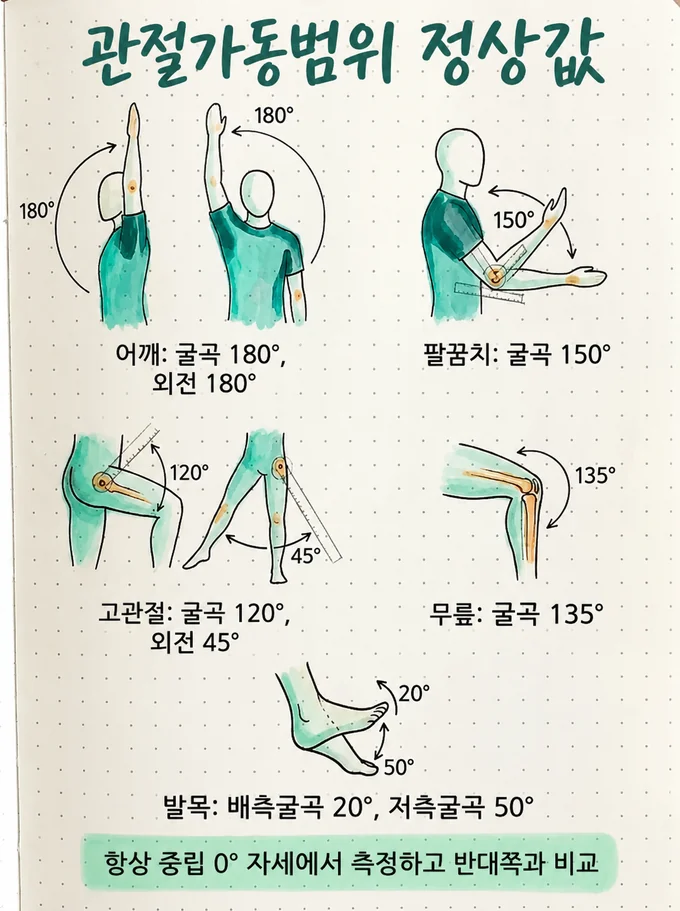 관절가동범위 정상값
180°
180°
어깨: 굴곡 180°,
외전 180°
150°
팔꿈치: 굴곡 150°
120°
45°
고관절: 굴곡 120°,
외전 45°
135°
무릎: 굴곡 135°
20°
50°
발목: 배측굴곡 20°, 저측굴곡 50°
항상 중립 0° 자세에서 측정하고 반대쪽과 비교